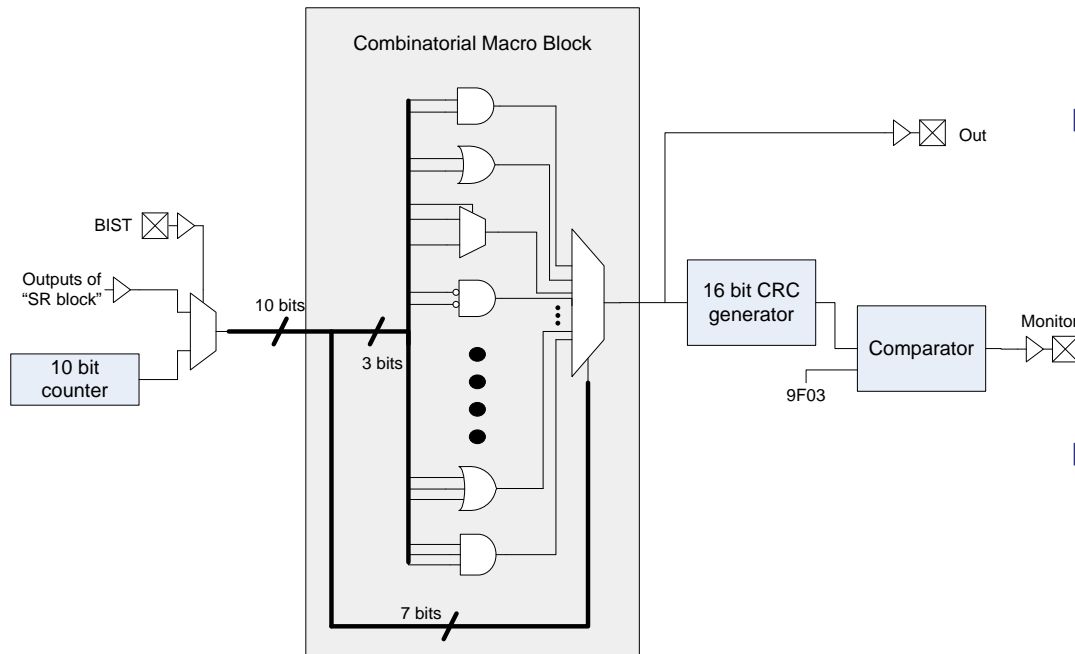 Combinatorial Macro Block
Out
BIST
Outputs of
“SR block”
10 bits
3 bits
10 bit
counter
16 bit CRC
generator
Monitor
Comparator
9F03
7 bits